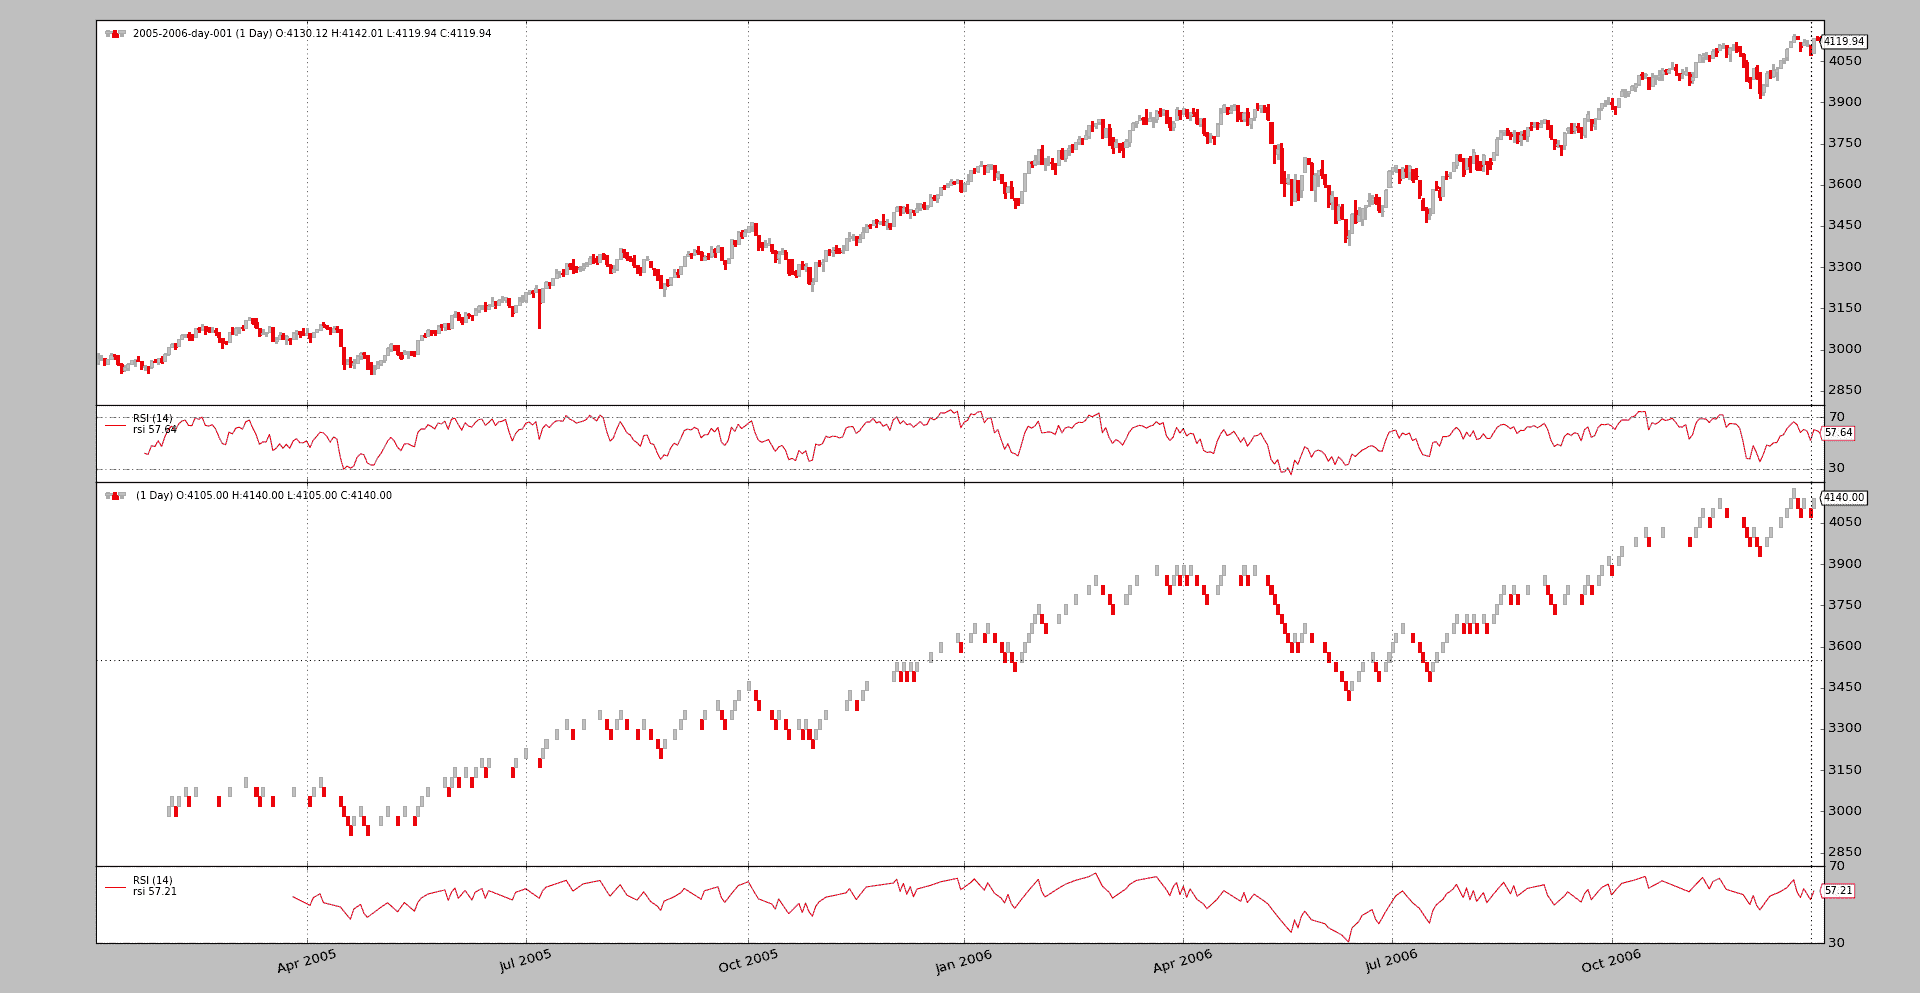 2005-2006-day-001 (1 Day) O:4130.12 H:4142.01 L:4119.94 C:4119.94
4119.94
4050
3900
3750
3600
3450
3300
3150
3000
2850
RSI (14)
rsi 57.64
70
57.64
30
(1 Day) O:4105.00 H:4140.00 L:4105.00 C:4140.00
4140.00
4050
3900
3750
3600
3450
3300
3150
3000
2850
RSI (14)
rsi 57.21
70
57.21
30
Apr 2005
Jul 2005
Oct 2005
Jan 2006
Apr 2006
Jul 2006
Oct 2006